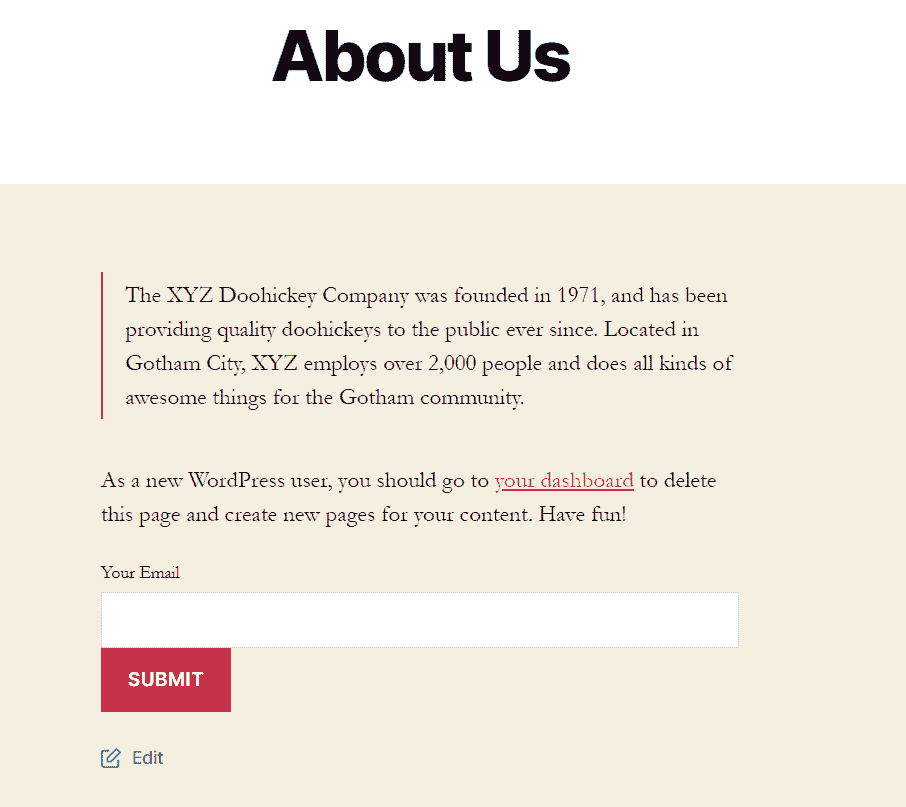 About Us
The XYZ Doohickey Company was founded in 1971, and has been
providing quality doohickeys to the public ever since. Located in
Gotham City, XYZ employs over 2,000 people and does all kinds of
awesome things for the Gotham community.
As a new WordPress user, you should go to your dashboard to delete
this page and create new pages for your content. Have fun!
Your Email
SUBMIT
Edit